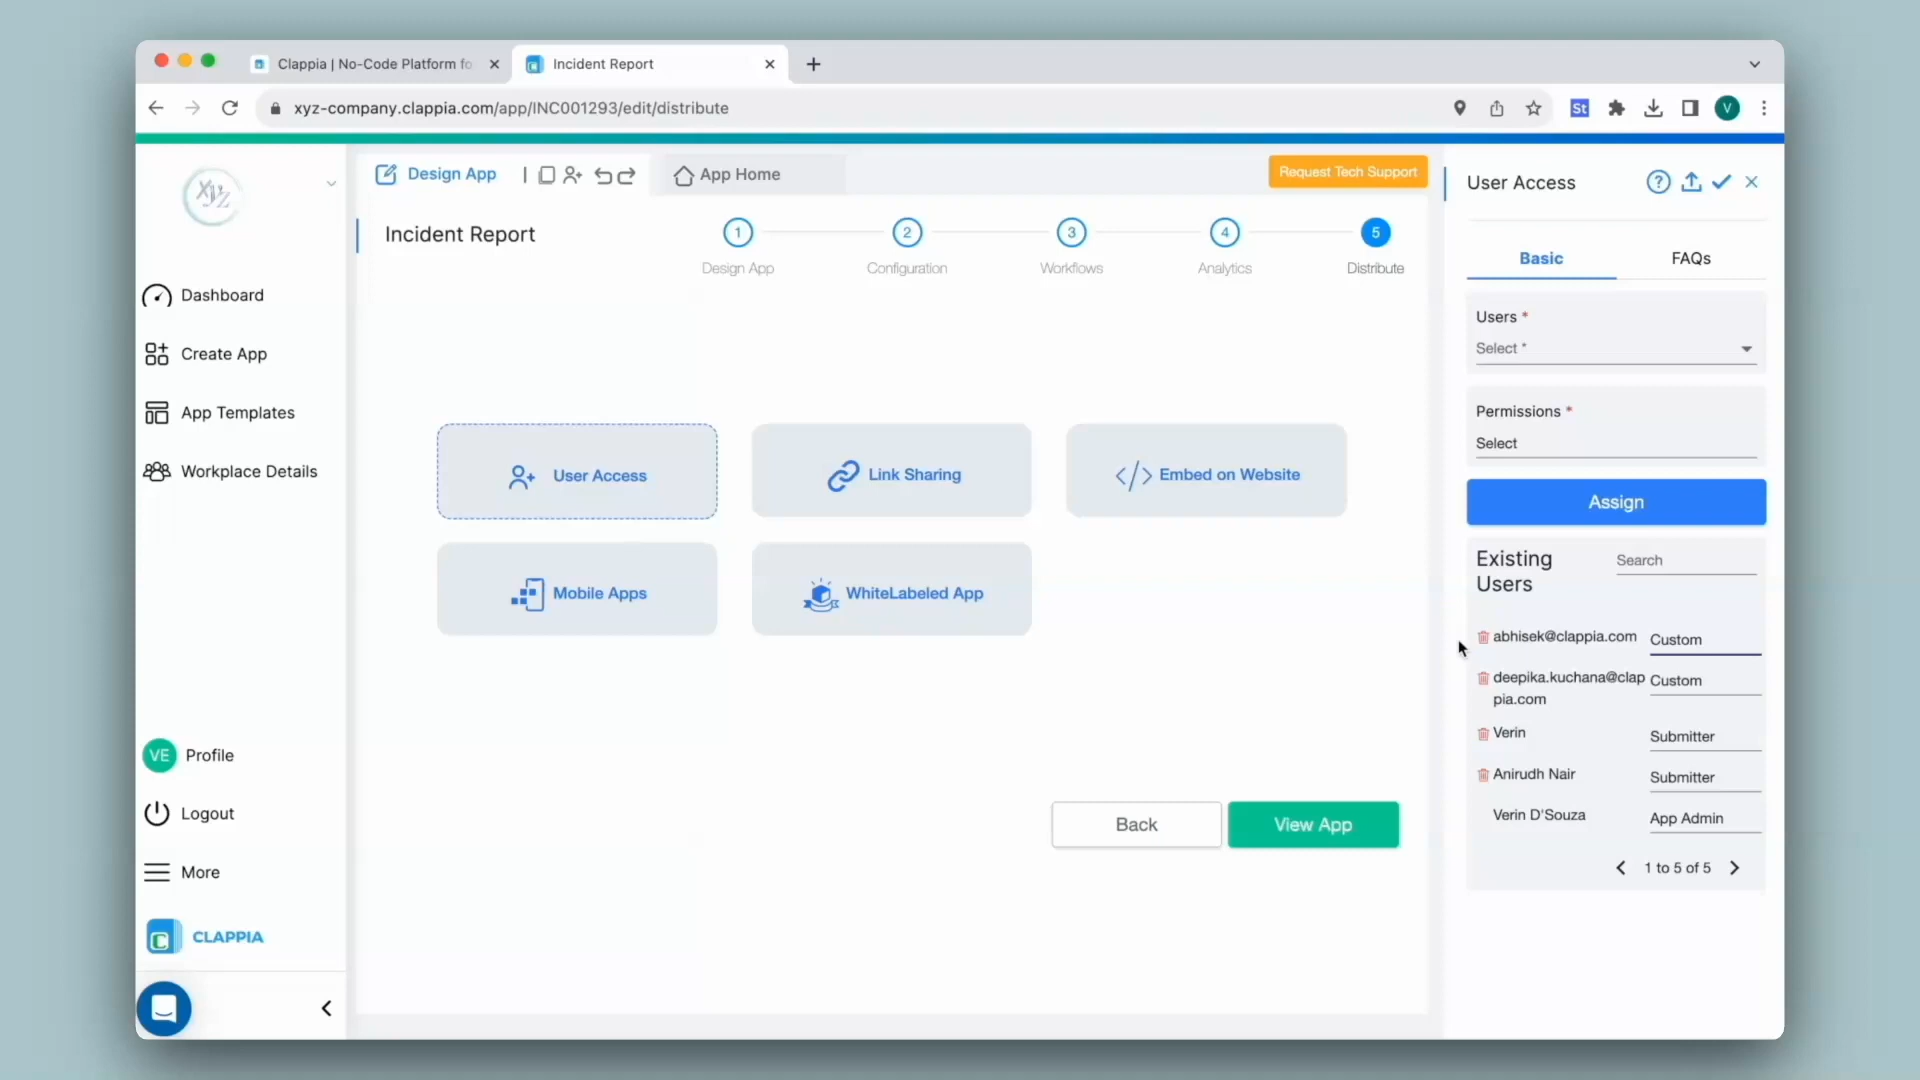 Clappia | No-Code Platform fo
Incident Report
xyz-company.clappia.com/app/INC001293/edit/distribute
St
V
xyz
Design App
App Home
Request Tech Support
User Access
Incident Report
1
2
3
4
5
Design App
Configuration
Workflows
Analytics
Distribute
Basic
FAQs
Dashboard
Create App
App Templates
Workplace Details
Users *
Select *
Permissions *
Select
Assign
User Access
Link Sharing
Embed on Website
Mobile Apps
WhiteLabeled App
Existing
Users
Search
abhisek@clappia.com
Custom
deepika.kuchana@clap
pia.com
Custom
Verin
Submitter
Anirudh Nair
Submitter
Verin D'Souza
App Admin
1 to 5 of 5
Back
View App
VE
Profile
Logout
More
C
CLAPPIA